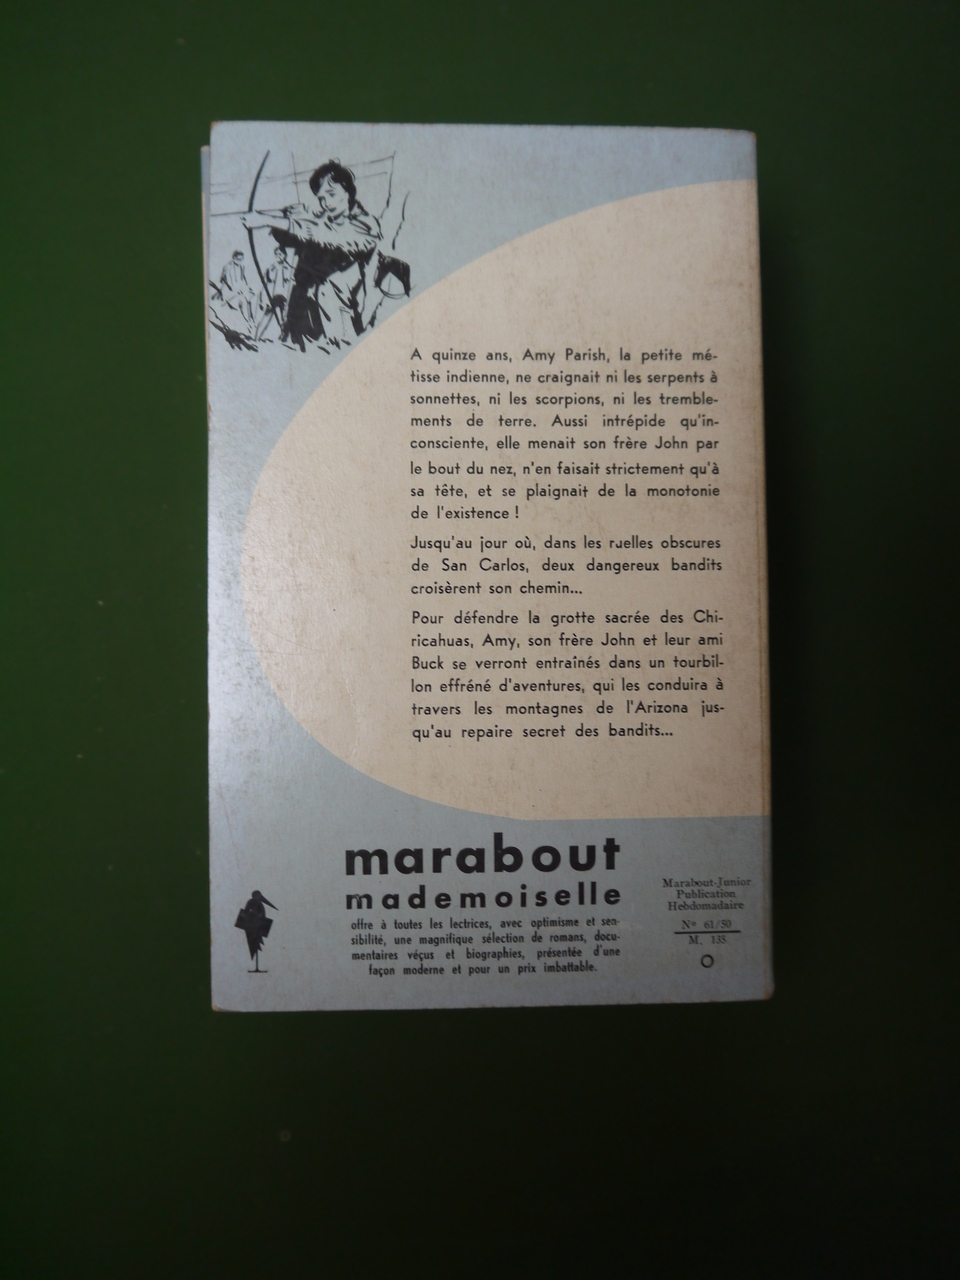 A quinze ans, Amy Parish, la petite mé-
tisse indienne, ne craignait ni les serpents à
sonnettes, ni les scorpions, ni les tremble-
ments de terre. Aussi intrépide qu'in-
consciente, elle menait son frère John par
le bout du nez, n'en faisait strictement qu'à
sa tête, et se plaignait de la monotonie
de l'existence !
Jusqu'au jour où, dans les ruelles obscures
de San Carlos, deux dangereux bandits
croisèrent son chemin...
Pour défendre la grotte sacrée des Chi-
ricahuas, Amy, son frère John et leur ami
Buck se verront entraînés dans un tourbil-
lon effréné d'aventures, qui les conduira à
travers les montagnes de l'Arizona jus-
qu'au repaire secret des bandits...
marabout
mademoiselle
offre à toutes les lectrices, avec optimisme et sen-
sibilité, une magnifique sélection de romans, docu-
mentaires véçus et biographies, présentée d'une
façon moderne et pour un prix imbattable.
Marabout-Junior
Publication
Hebdomadaire
N° 61/50
M. 135